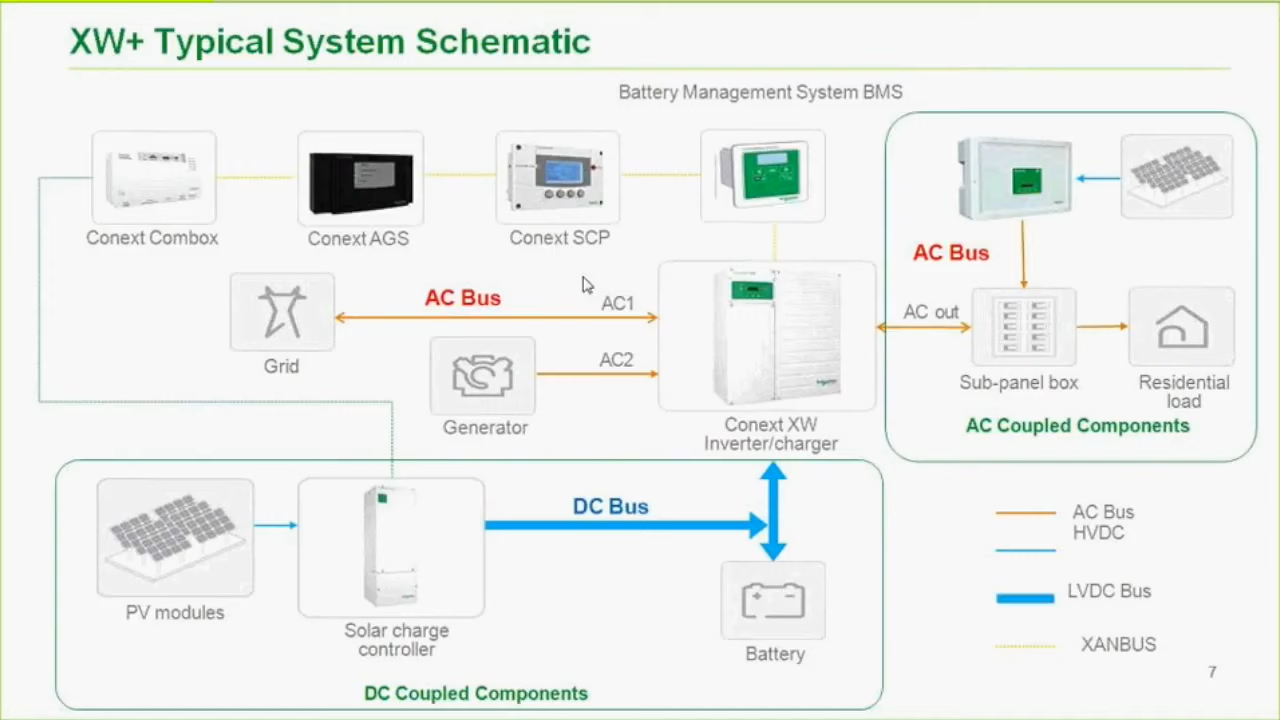 XW+ Typical System Schematic
Battery Management System BMS
Conext Combox
Conext AGS
Conext SCP
AC Bus
AC Bus
AC1
AC out
Grid
AC2
Sub-panel box
Residential
load
Generator
Conext XW
Inverter/charger
AC Coupled Components
DC Bus
AC Bus
HVDC
LVDC Bus
PV modules
Solar charge
controller
Battery
XANBUS
DC Coupled Components
7